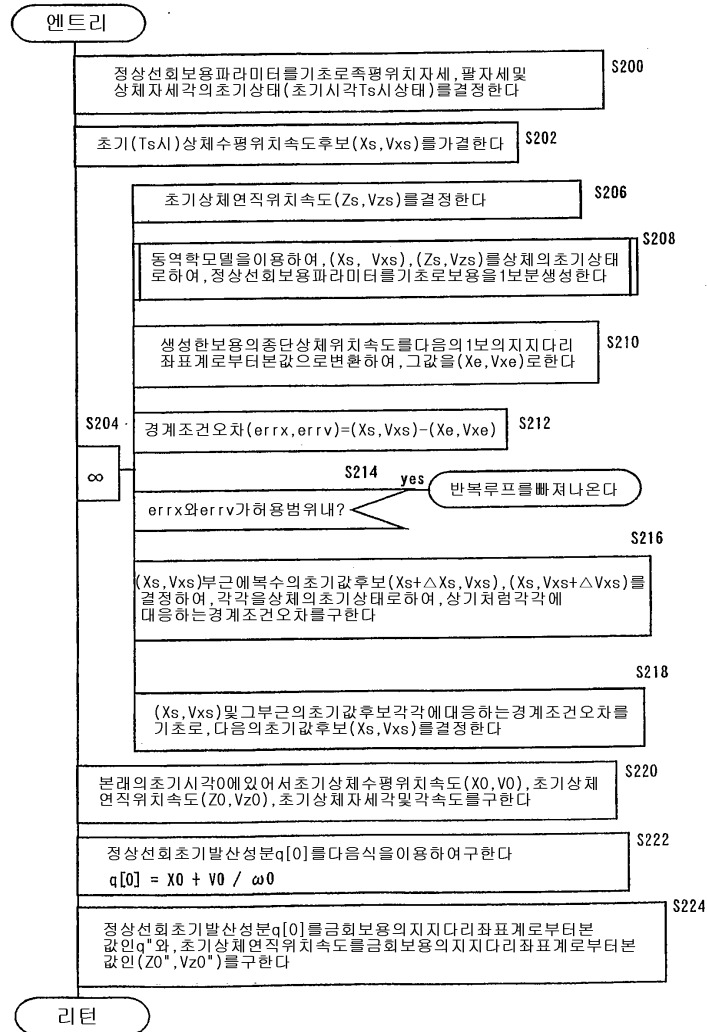 엔트리
정상선회보용파라미터를기초로족평위치자세,팔자세및
상체자세각의초기상태(초기시각Ts시상태)를결정한다
S200
초기(Ts시)상체수평위치속도후보(Xs,Vxs)를가결한다
S202
초기상체연직위치속도(Zs,Vzs)를결정한다
S206
S208
동역학모델을이용하여,(Xs, Vxs),(Zs,Vzs)를상체의초기상태
로하여,정상선회보용파라미터를기초로보용을1보분생성한다
생성한보용의종단상체위치속도를다음의1보의지지다리
좌표계로부터본값으로변환하여,그값을(Xe,Vxe)로한다
S210
S204
∞
경계조건오차(errx,errv)=(Xs,Vxs)-(Xe,Vxe)
S212
S214
yes
반복루프를빠져나온다
errx와errv가허용범위내?
S216
(Xs,Vxs)부근에복수의초기값후보(Xs+△Xs,Vxs),(Xs,Vxs+△Vxs)를
결정하여,각각을상체의초기상태로하여,상기처럼각각에
대응하는경계조건오차를구한다
S218
(Xs,Vxs)및그부근의초기값후보각각에대응하는경계조건오차를
기초로,다음의초기값후보(Xs,Vxs)를결정한다
S220
본래의초기시각0에있어서초기상체수평위치속도(X0,V0),초기상체
연직위치속도(Z0,Vz0),초기상체자세각및각속도를구한다
S222
정상선회초기발산성분q[0]를다음식을이용하여구한다
q[0] = X0 + V0 / ω0
S224
정상선회초기발산성분q[0]를금회보용의지지다리좌표계로부터본
값인q"와,초기상체연직위치속도를금회보용의지지다리좌표계로부터본
값인(Z0",Vz0")를구한다
리턴